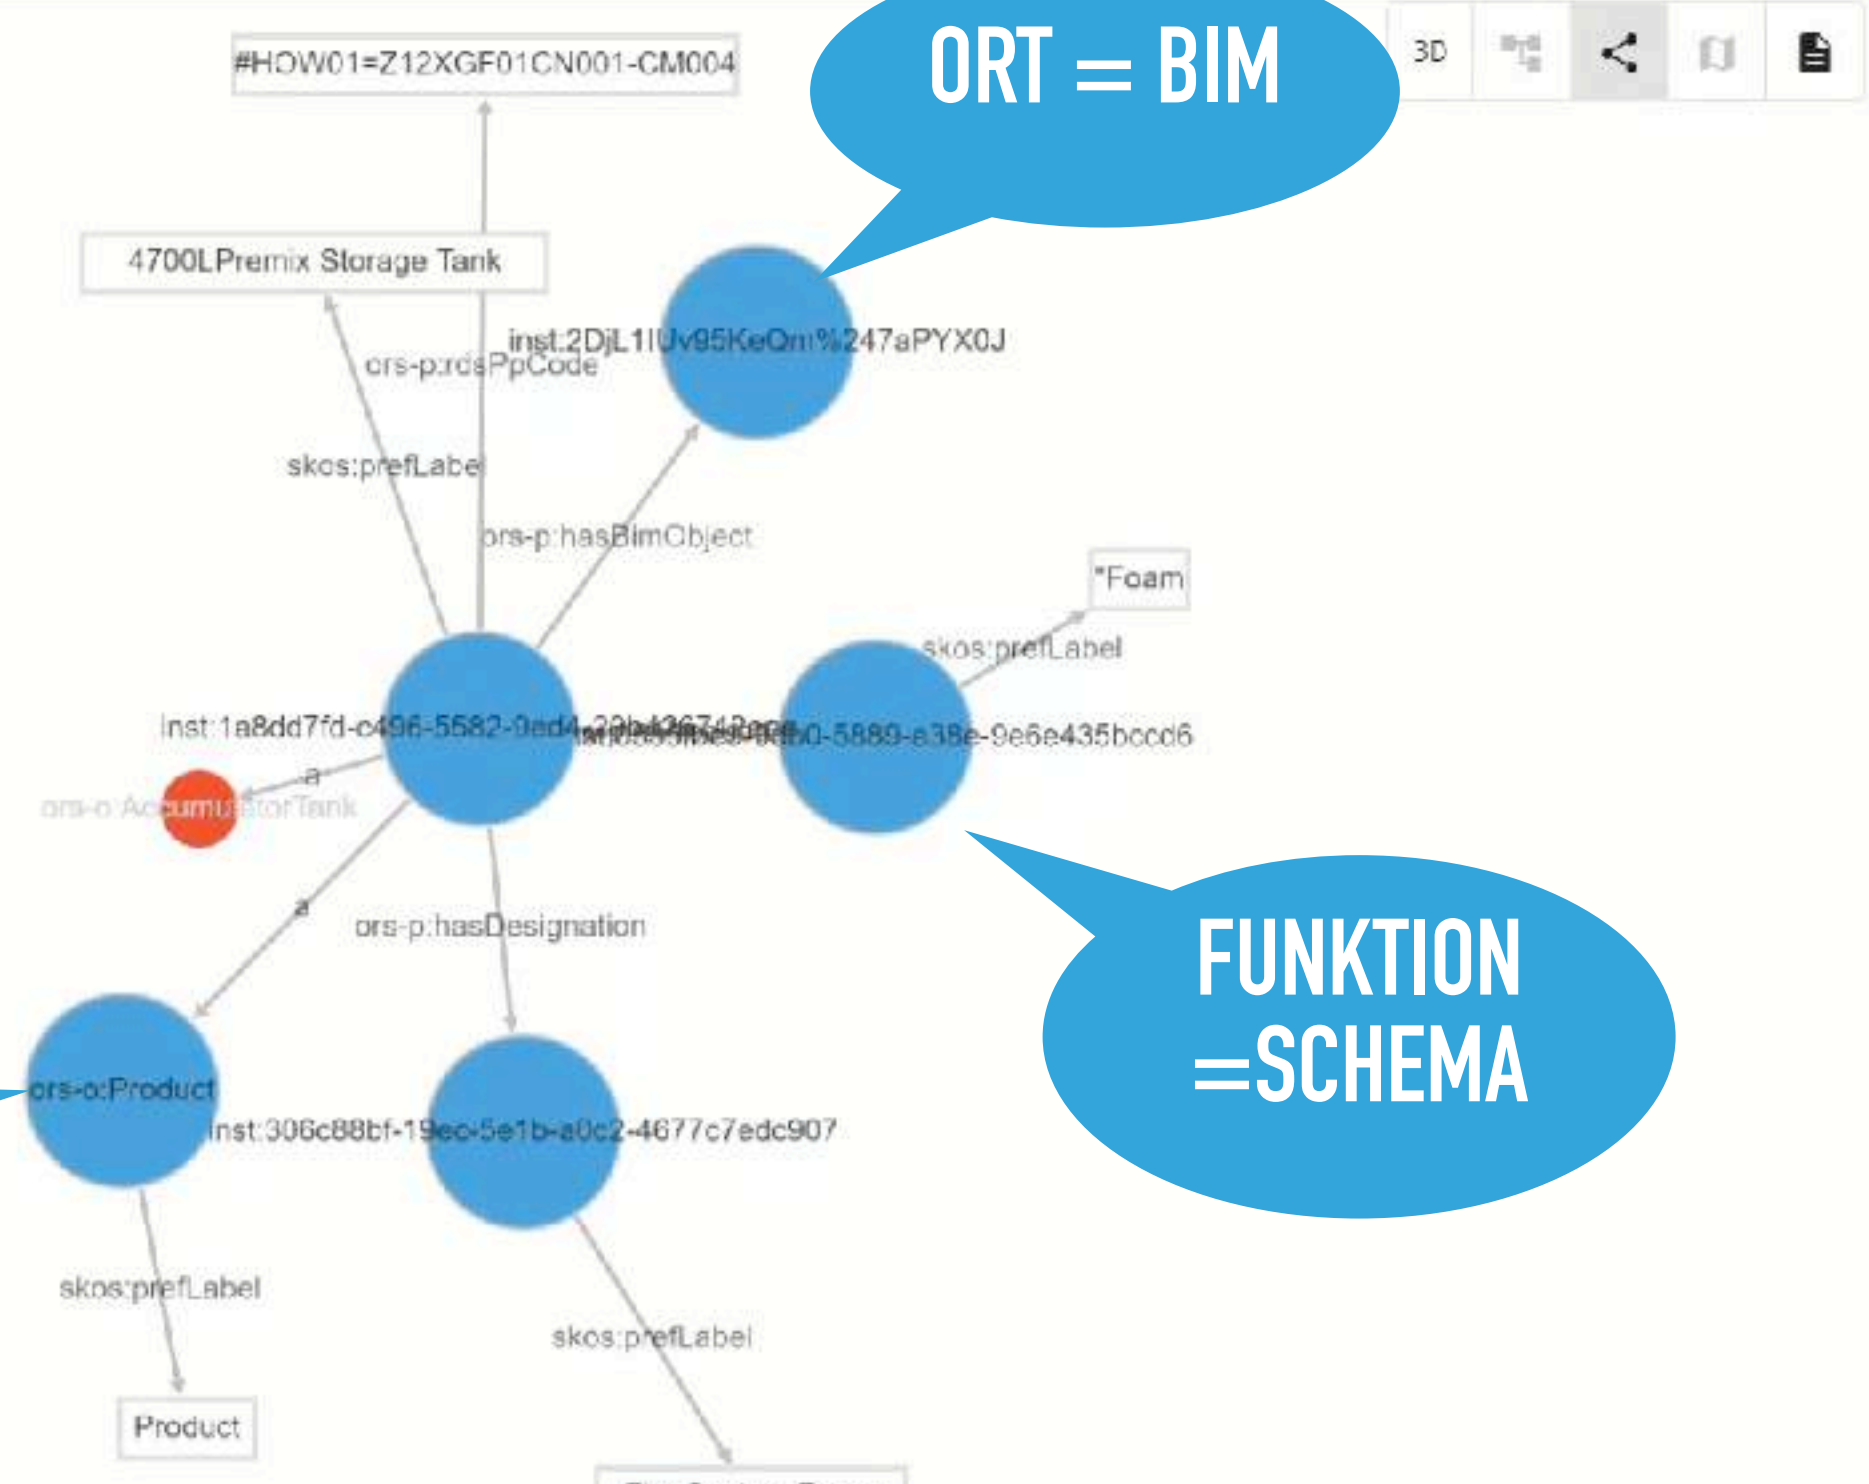 ORT = BIM
3D
#HOW01=Z12XGF01CN001-CM004
4700LPremix Storage Tank
inst:2DjL1IUv95KeQm%247aPYX0J
ors-p:rdsPpCode
skos:prefLabel
ors-p:hasBimObject
"Foam
skos:prefLabel
inst:1a8dd7fd-c496-5582-9ad4-
-5889-a38e-9e6e435bccd6
a
ors-o:AccumulatorTank
a
ors-p:hasDesignation
FUNKTION
=SCHEMA
ors-o:Product
inst:306c88bf-19ec-5e1b-a0c2-4677c7edc907
skos:prefLabel
skos:prefLabel
Product